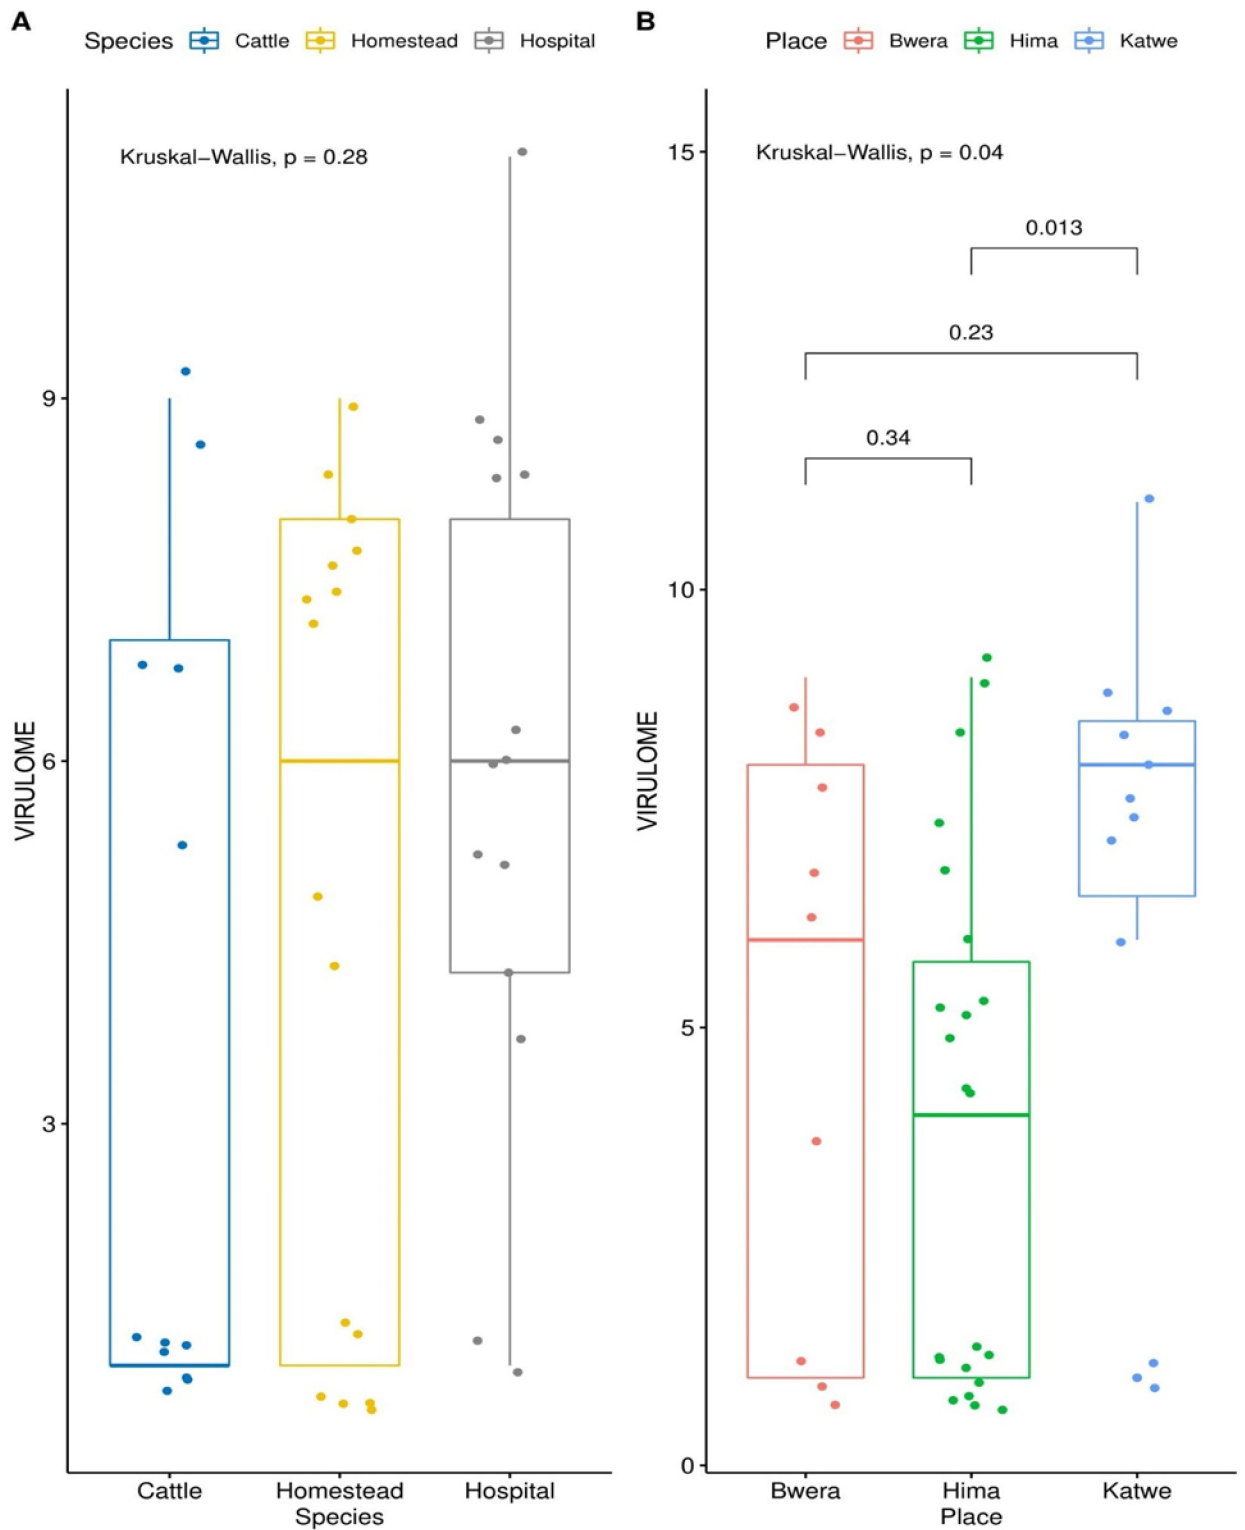 A
Species Cattle Homestead Hospital
Kruskal–Wallis, p = 0.28
9
6
3
VIRULOME
Cattle Homestead Hospital
Species
B
Place Bwera Hima Katwe
Kruskal–Wallis, p = 0.04
0.013
0.23
0.34
15
10
5
0
VIRULOME
Bwera Hima Katwe
Place